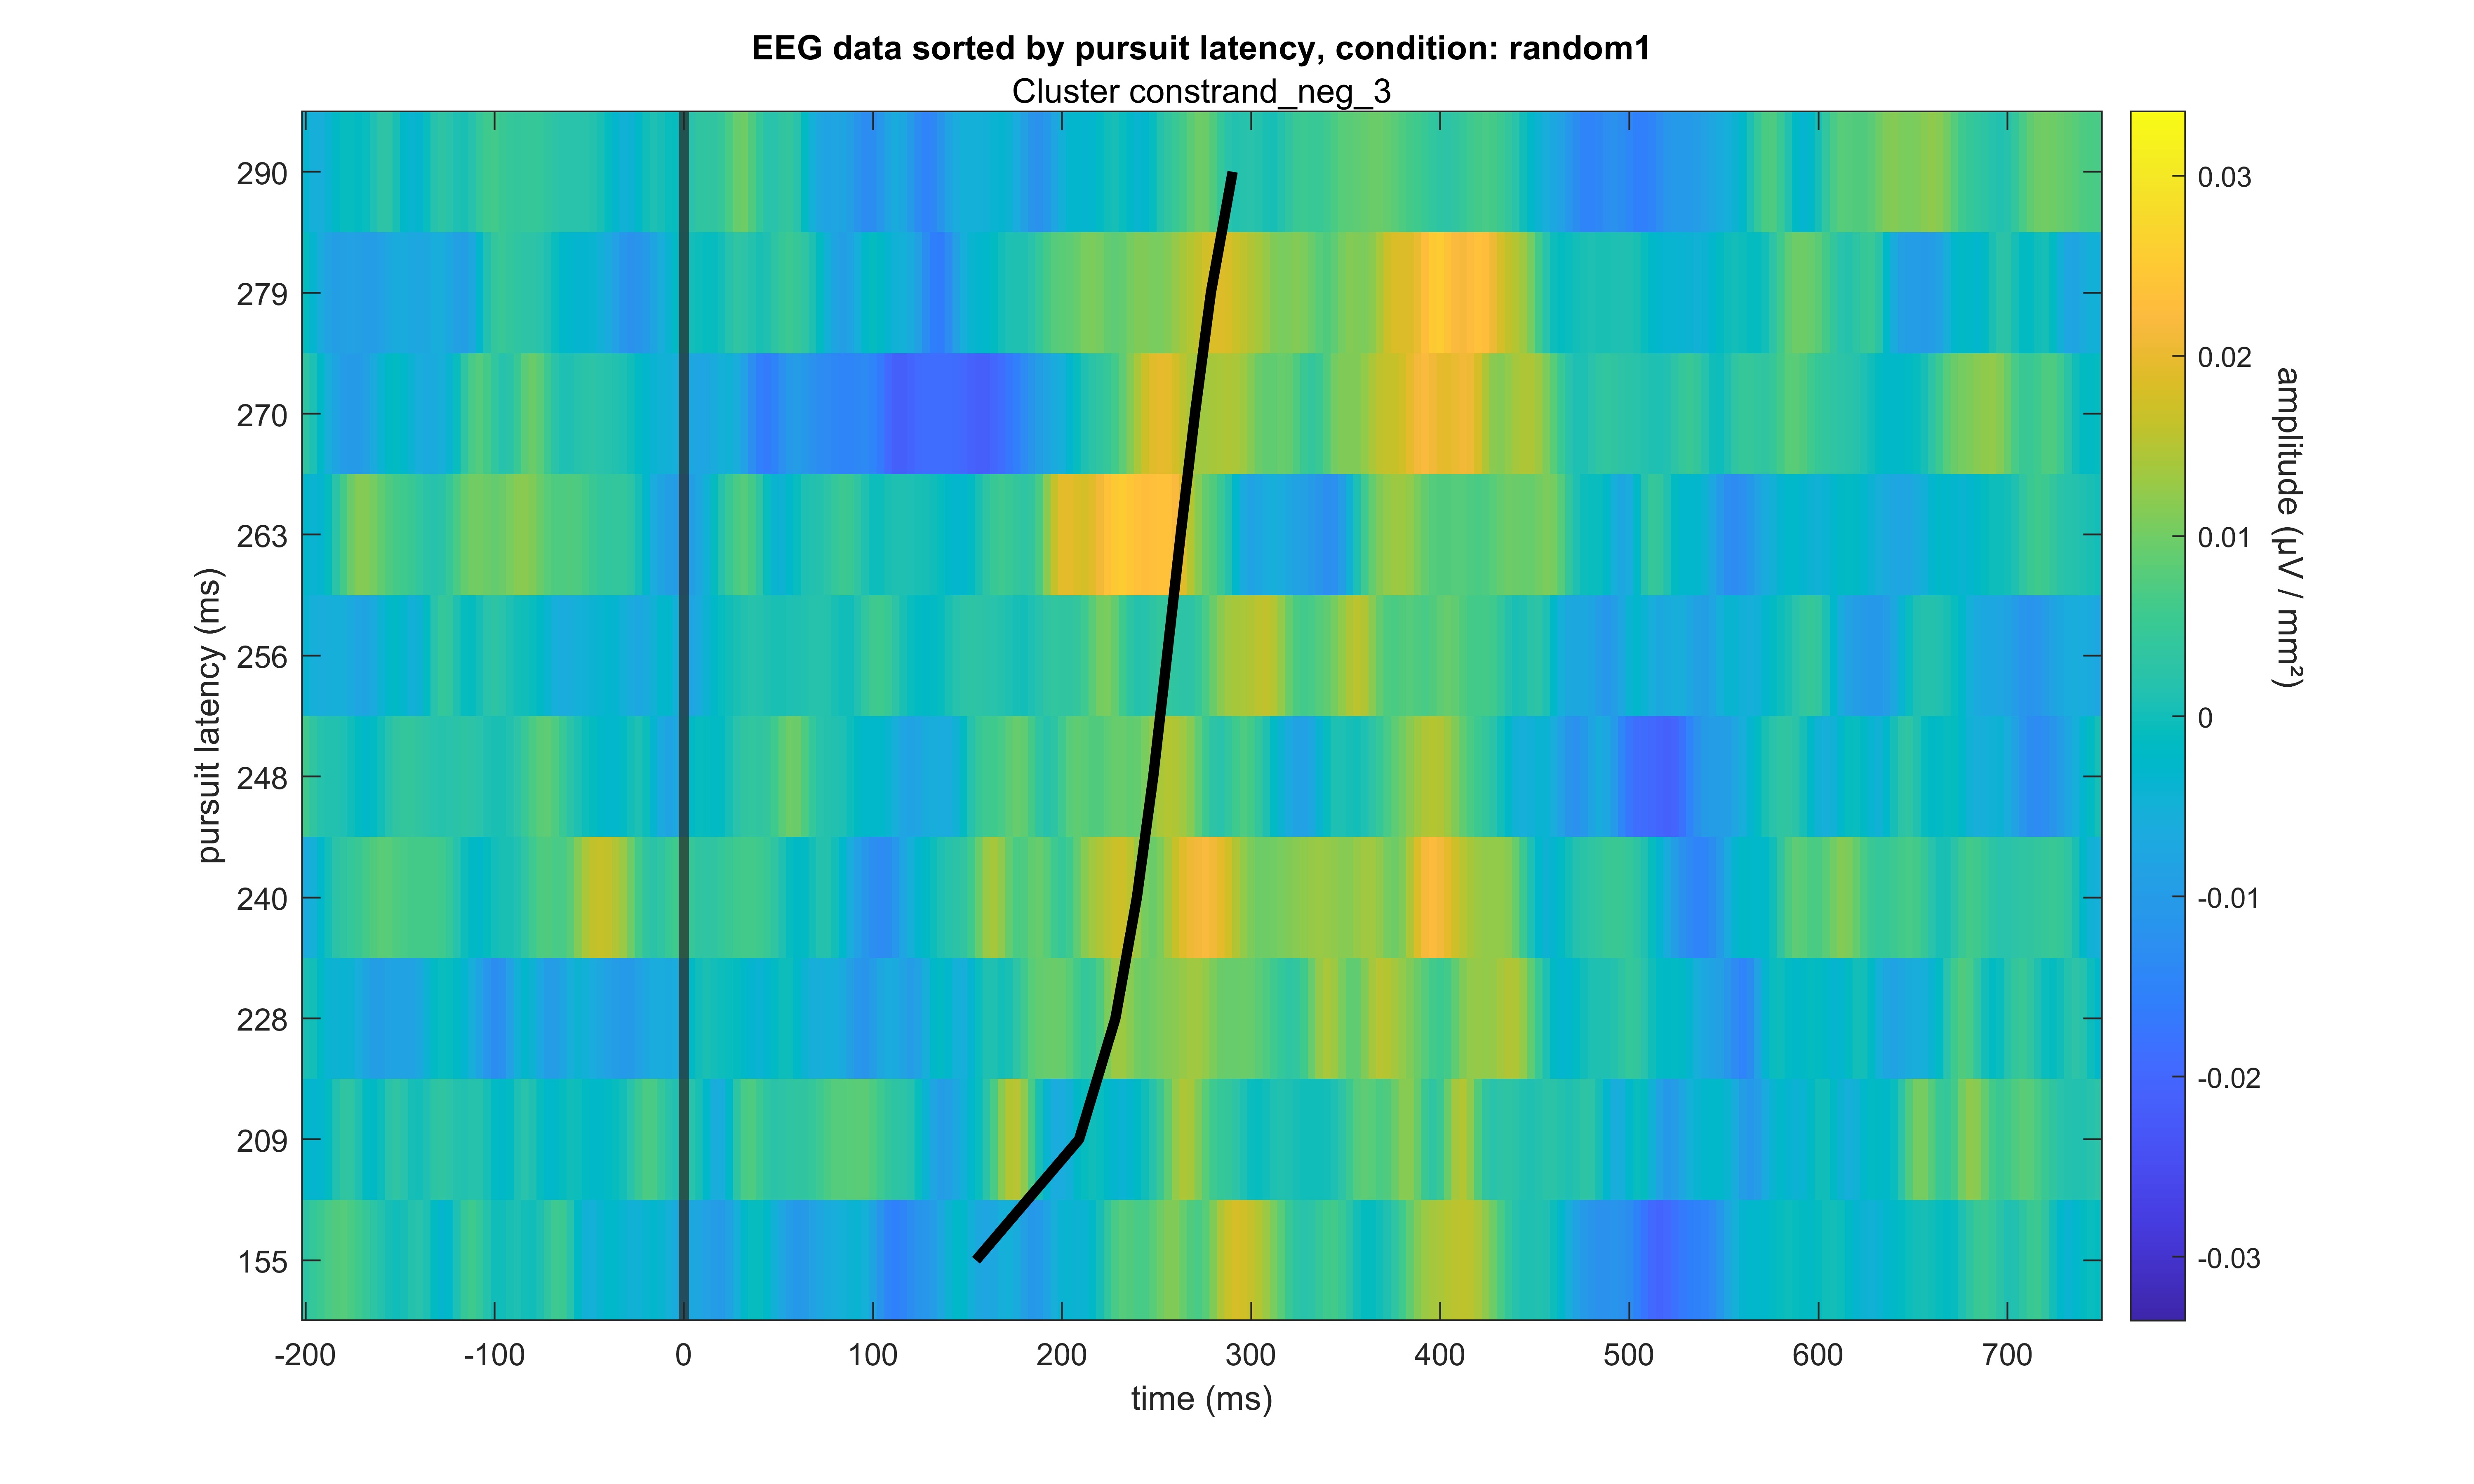 EEG data sorted by pursuit latency, condition: random1
Cluster constrand_neg_3
pursuit latency (ms)
290
279
270
263
256
248
240
228
209
155
-200 -100 0 100 200 300 400 500 600 700
time (ms)
0.03
0.02
0.01
0
-0.01
-0.02
-0.03
amplitude (μV / mm²)